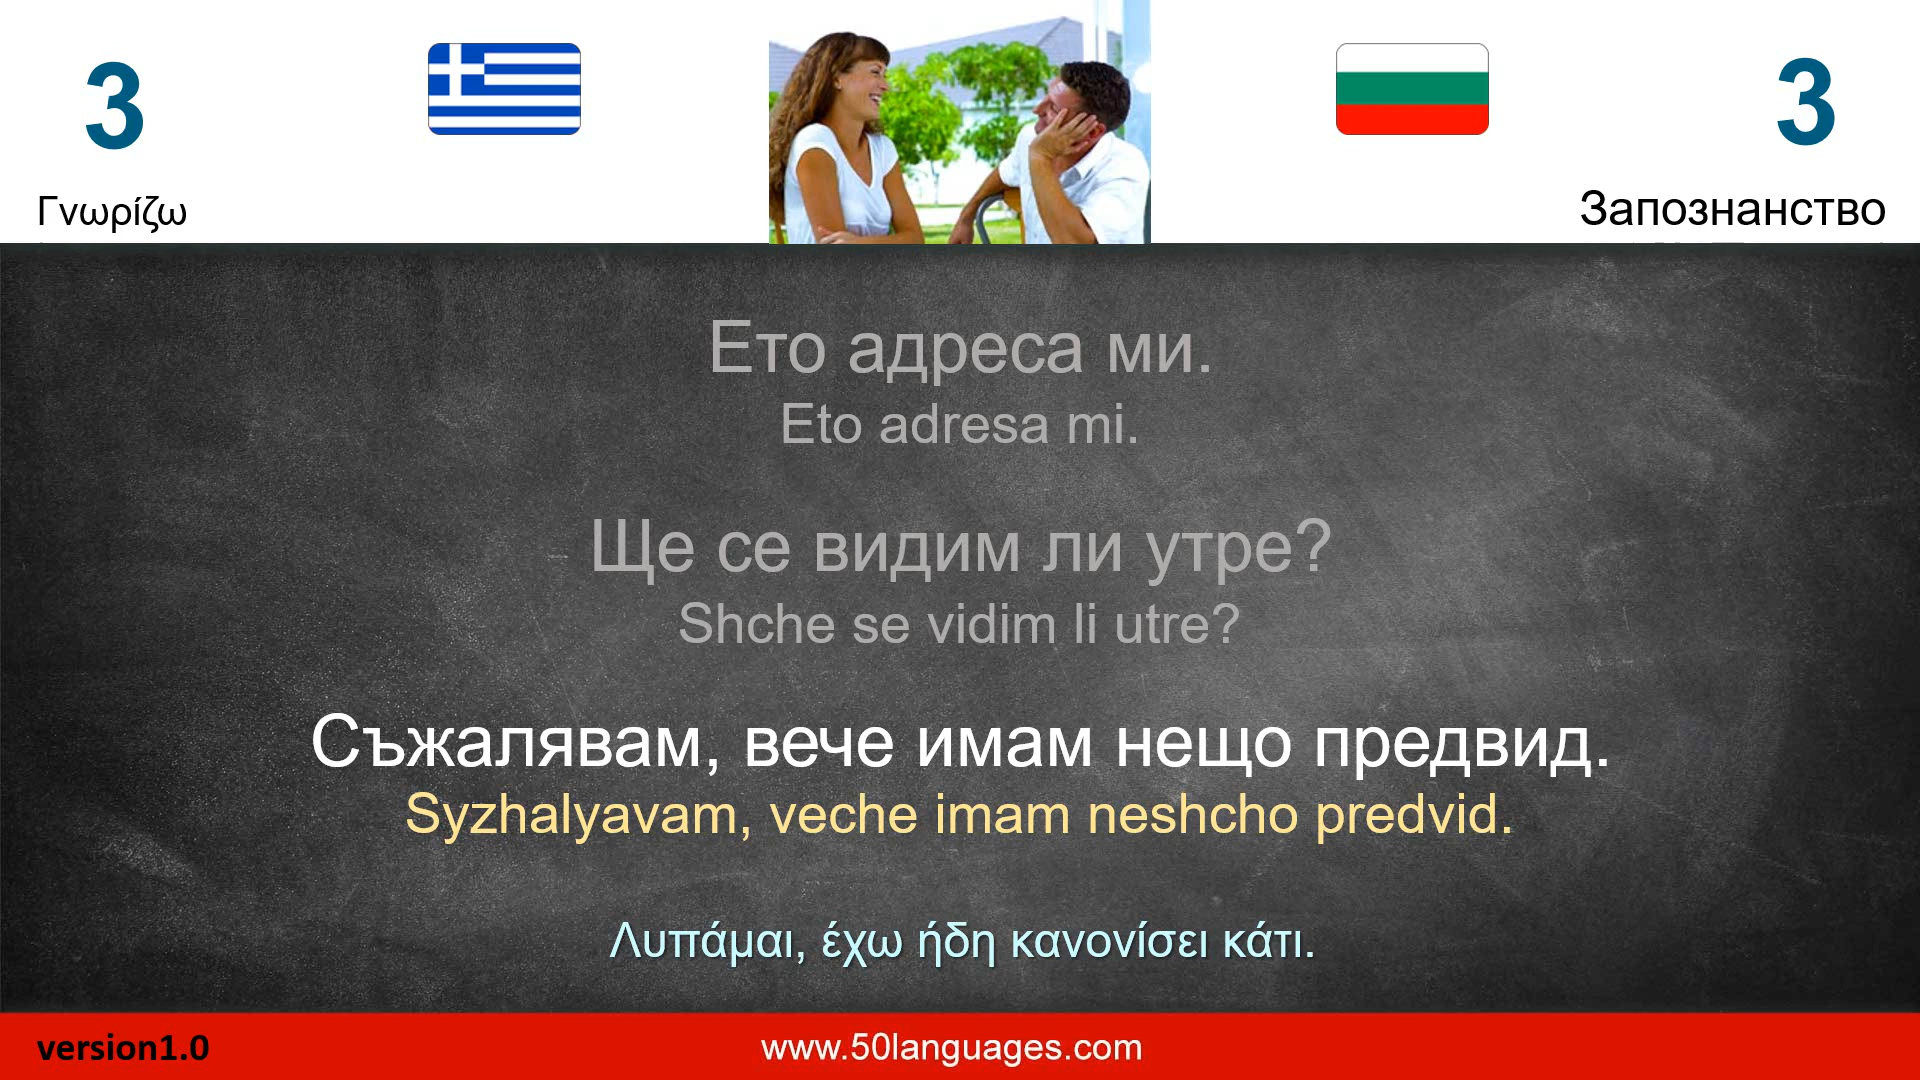 3
3
Γνωρίζω
Запознанство
Ето адреса ми.
Eto adresa mi.
Ще се видим ли утре?
Shche se vidim li utre?
Съжалявам, вече имам нещо предвид.
Syzhalyavam, veche imam neshcho predvid.
Λυπάμαι, έχω ήδη κανονίσει κάτι.
version1.0
www.50languages.com